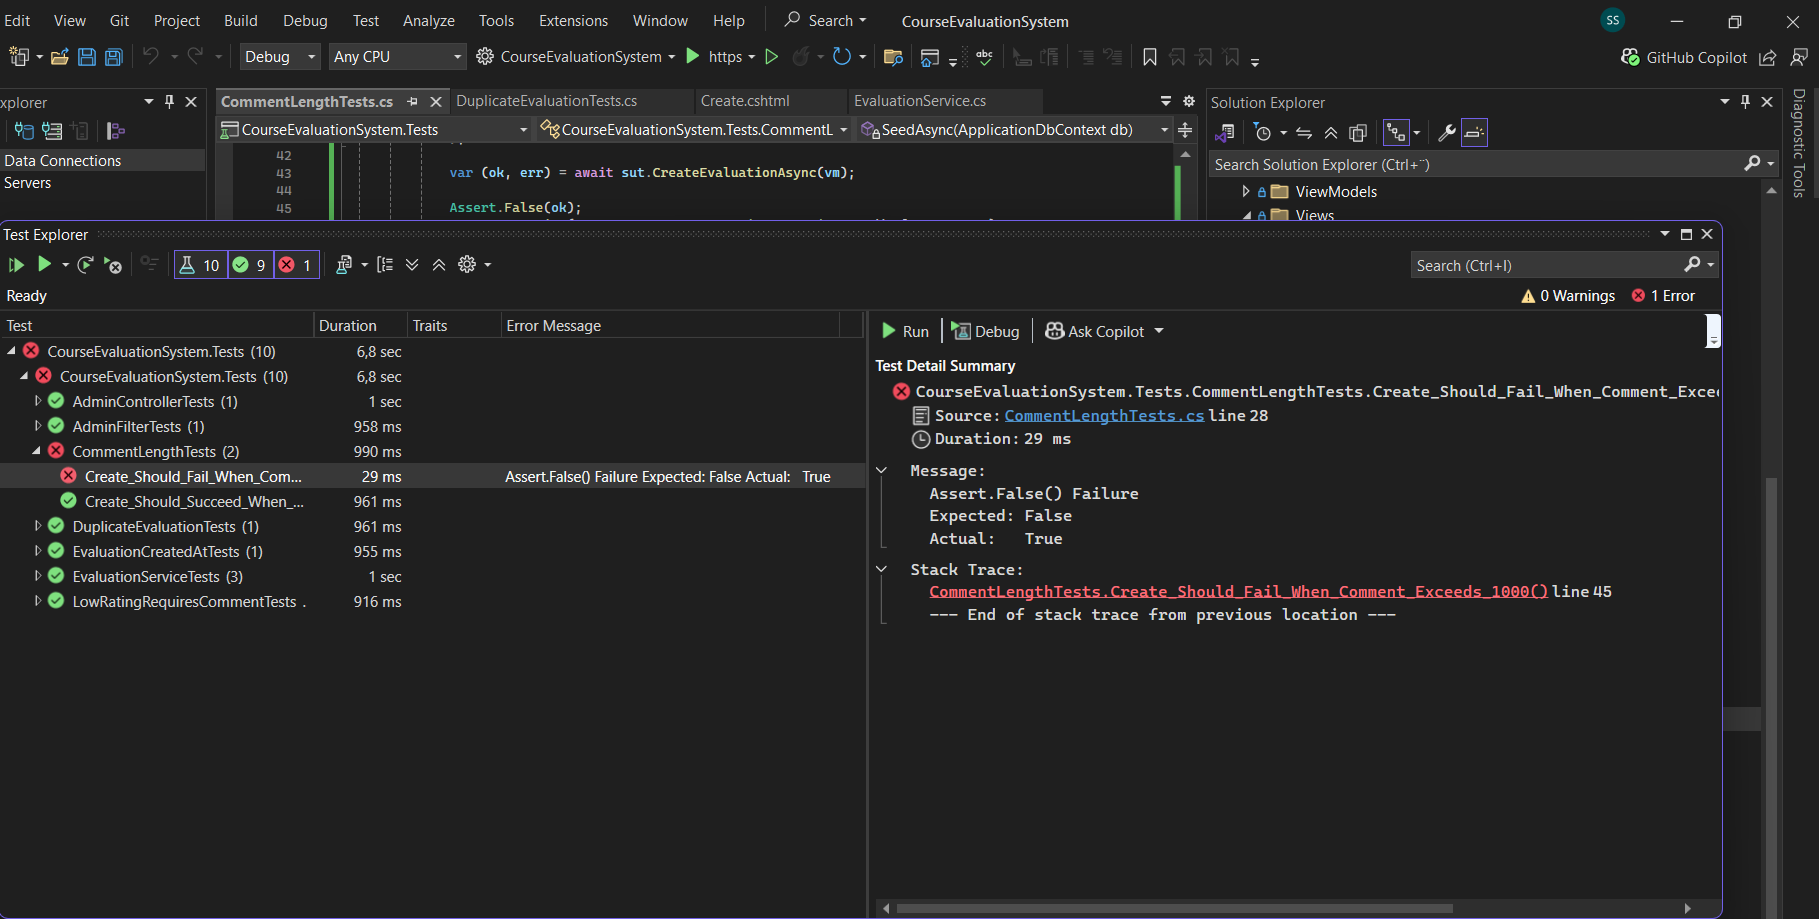 Edit View Git Project Build Debug Test Analyze Tools Extensions Window Help Search CourseEvaluationSystem SS
Debug Any CPU CourseEvaluationSystem https abc GitHub Copilot
xplorer
Data Connections
Servers
CommentLengthTests.cs DuplicateEvaluationTests.cs Create.cshtml EvaluationService.cs
CourseEvaluationSystem.Tests CourseEvaluationSystem.Tests.CommentL SeedAsync(ApplicationDbContext db)
42
43 var (ok, err) = await sut.CreateEvaluationAsync(vm);
44
45 Assert.False(ok);
Solution Explorer
Search Solution Explorer (Ctrl+¨)
ViewModels
Views
Diagnostic Tools
Test Explorer
10 9 1
Search (Ctrl+I)
Ready
0 Warnings 1 Error
Test Duration Traits Error Message
CourseEvaluationSystem.Tests (10) 6,8 sec
CourseEvaluationSystem.Tests (10) 6,8 sec
AdminControllerTests (1) 1 sec
AdminFilterTests (1) 958 ms
CommentLengthTests (2) 990 ms
Create_Should_Fail_When_Com... 29 ms Assert.False() Failure Expected: False Actual: True
Create_Should_Succeed_When_... 961 ms
DuplicateEvaluationTests (1) 961 ms
EvaluationCreatedAtTests (1) 955 ms
EvaluationServiceTests (3) 1 sec
LowRatingRequiresCommentTests . 916 ms
Run Debug Ask Copilot
Test Detail Summary
CourseEvaluationSystem.Tests.CommentLengthTests.Create_Should_Fail_When_Comment_Excee
Source: CommentLengthTests.cs line 28
Duration: 29 ms
Message:
Assert.False() Failure
Expected: False
Actual: True
Stack Trace:
CommentLengthTests.Create_Should_Fail_When_Comment_Exceeds_1000() line 45
--- End of stack trace from previous location ---